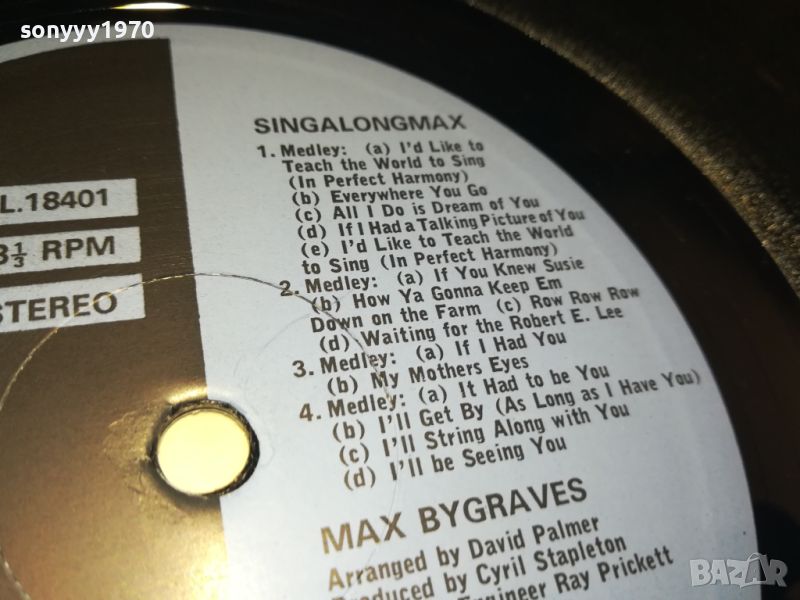 sonyyy1970
L.18401
3⅓ RPM
STEREO
SINGALONGMAX
1. Medley: (a) I'd Like to
Teach the World to Sing
(In Perfect Harmony)
(b) Everywhere You Go
(c) All I Do is Dream of You
(d) If I Had a Talking Picture of You
(e) I'd Like to Teach the World
to Sing (In Perfect Harmony)
2. Medley: (a) If You Knew Susie
(b) How Ya Gonna Keep Em
Down on the Farm (c) Row Row Row
(d) Waiting for the Robert E. Lee
3. Medley: (a) If I Had You
(b) My Mothers Eyes
4. Medley: (a) It Had to be You
(b) I'll Get By (As Long as I Have You)
(c) I'll String Along with You
(d) I'll be Seeing You
MAX BYGRAVES
Arranged by David Palmer
Produced by Cyril Stapleton
Engineer Ray Prickett
BAZAR